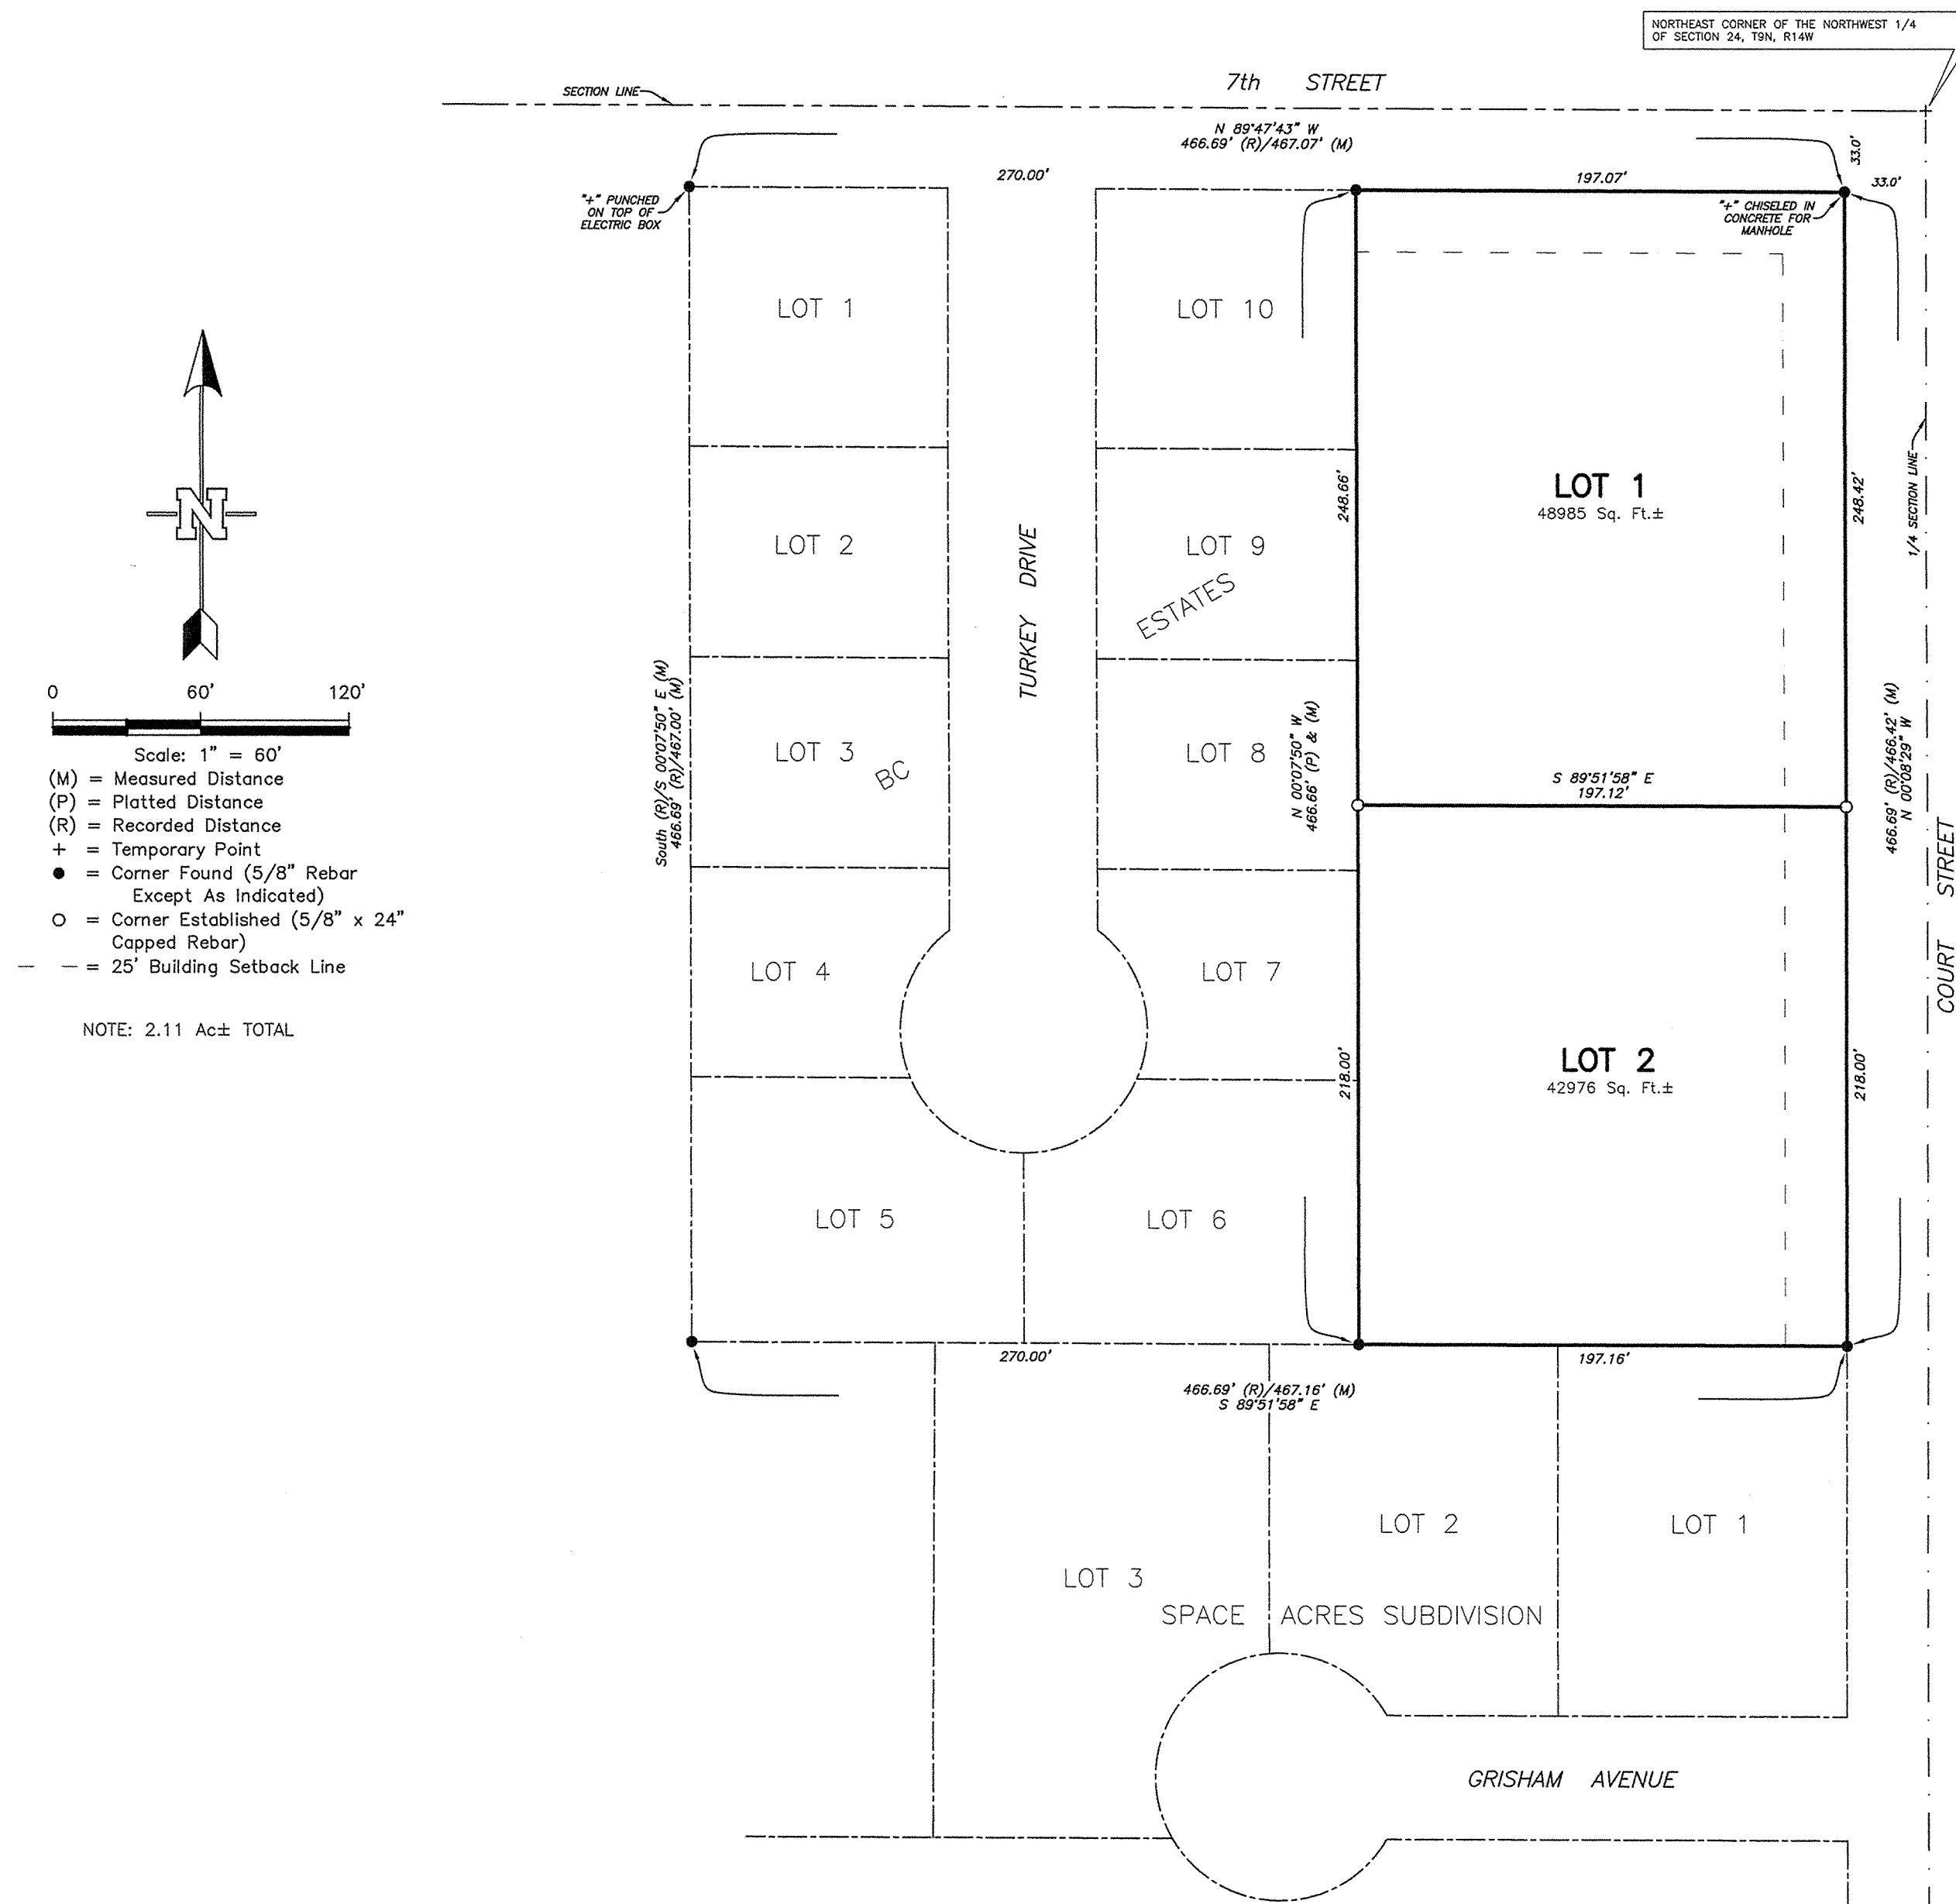 NORTHEAST CORNER OF THE NORTHWEST 1/4
OF SECTION 24, T9N, R14W
7th STREET
SECTION LINE
N 89°47'43" W
466.69' (R)/467.07' (M)
33.0'
33.0'
270.00'
197.07'
"+" PUNCHED
ON TOP OF
ELECTRIC BOX
"+" CHISELED IN
CONCRETE FOR
MANHOLE
LOT 1
LOT 10
LOT 1
48985 Sq. Ft.±
248.66'
248.42'
1/4 SECTION LINE
N
LOT 2
TURKEY DRIVE
LOT 9
ESTATES
0 60' 120'
Scale: 1" = 60'
(M) = Measured Distance
(P) = Platted Distance
(R) = Recorded Distance
+ = Temporary Point
● = Corner Found (5/8" Rebar
Except As Indicated)
○ = Corner Established (5/8" x 24"
Capped Rebar)
— — = 25' Building Setback Line
NOTE: 2.11 Ac± TOTAL
South (R)/S 00°07'50" E (M)
466.69' (R)/467.00' (M)
LOT 3
BC
LOT 8
N 00°07'50" W
466.66' (P) & (M)
S 89°51'58" E
197.12'
466.69' (R)/466.42' (M)
N 00°08'29" W
COURT STREET
LOT 4
LOT 7
218.00'
LOT 2
42976 Sq. Ft.±
218.00'
LOT 5
LOT 6
270.00'
197.16'
466.69' (R)/467.16' (M)
S 89°51'58" E
LOT 2
LOT 1
LOT 3
SPACE ACRES SUBDIVISION
GRISHAM AVENUE